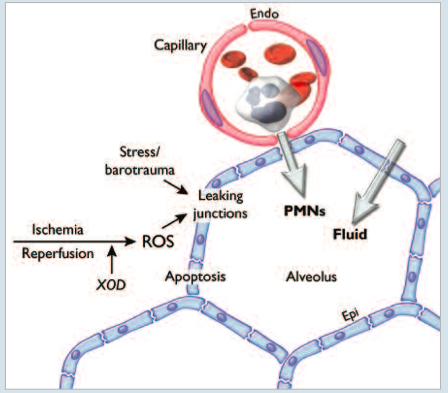 Endo
Capillary
Stress/
barotrauma
Leaking
junctions
PMNs
Fluid
Ischemia
Reperfusion
ROS
XOD
Apoptosis
Alveolus
Epi